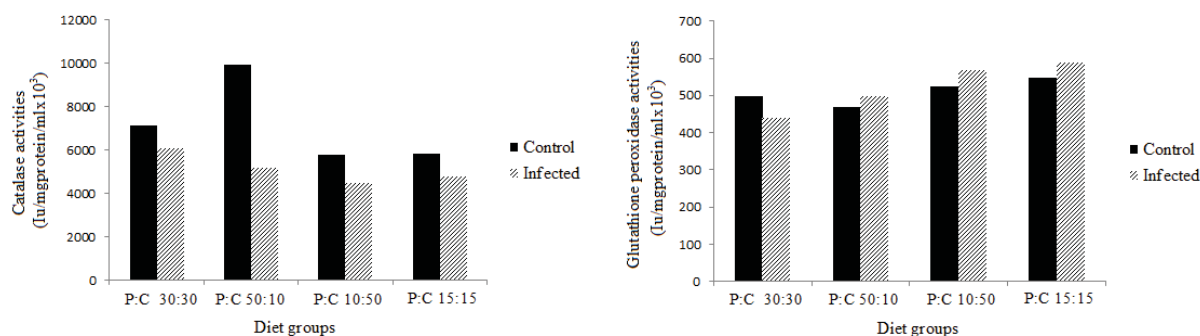 Catalase activities
(Iu/mgprotein/mlx10³)
12000
10000
8000
6000
4000
2000
0
P:C 30:30 P:C 50:10 P:C 10:50 P:C 15:15
Diet groups
Control
Infected
Glutathione peroxidase activities
(Iu/mgprotein/mlx10³)
700
600
500
400
300
200
100
0
P:C 30:30 P:C 50:10 P:C 10:50 P:C 15:15
Diet groups
Control
Infected